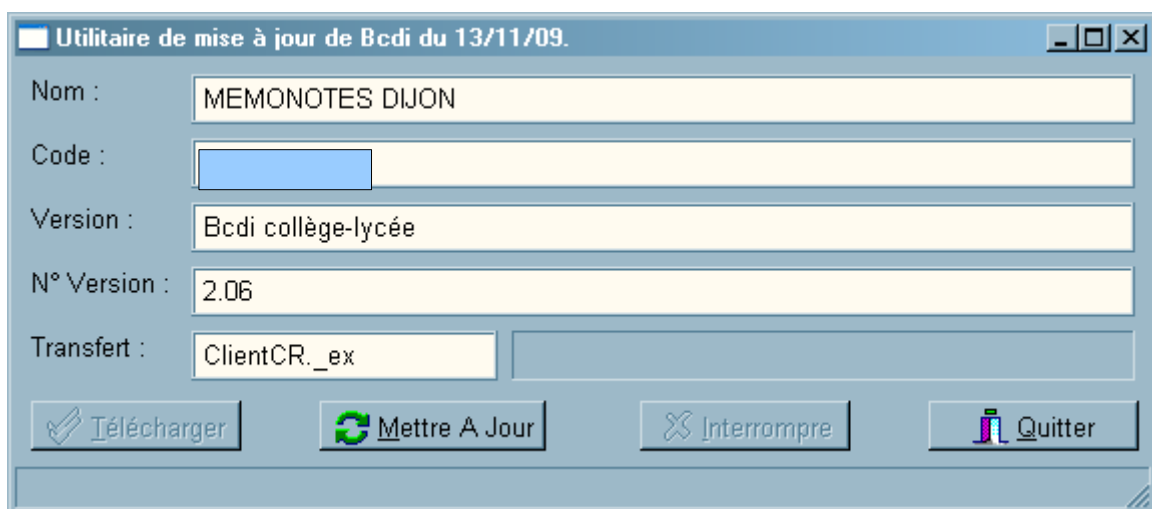 Utilitaire de mise à jour de Bcdi du 13/11/09.
Nom : MEMONOTES DIJON
Code :
Version : Bcdi collège-lycée
N° Version : 2.06
Transfert : ClientCR._ex
Télécharger Mettre A Jour Interrompre Quitter